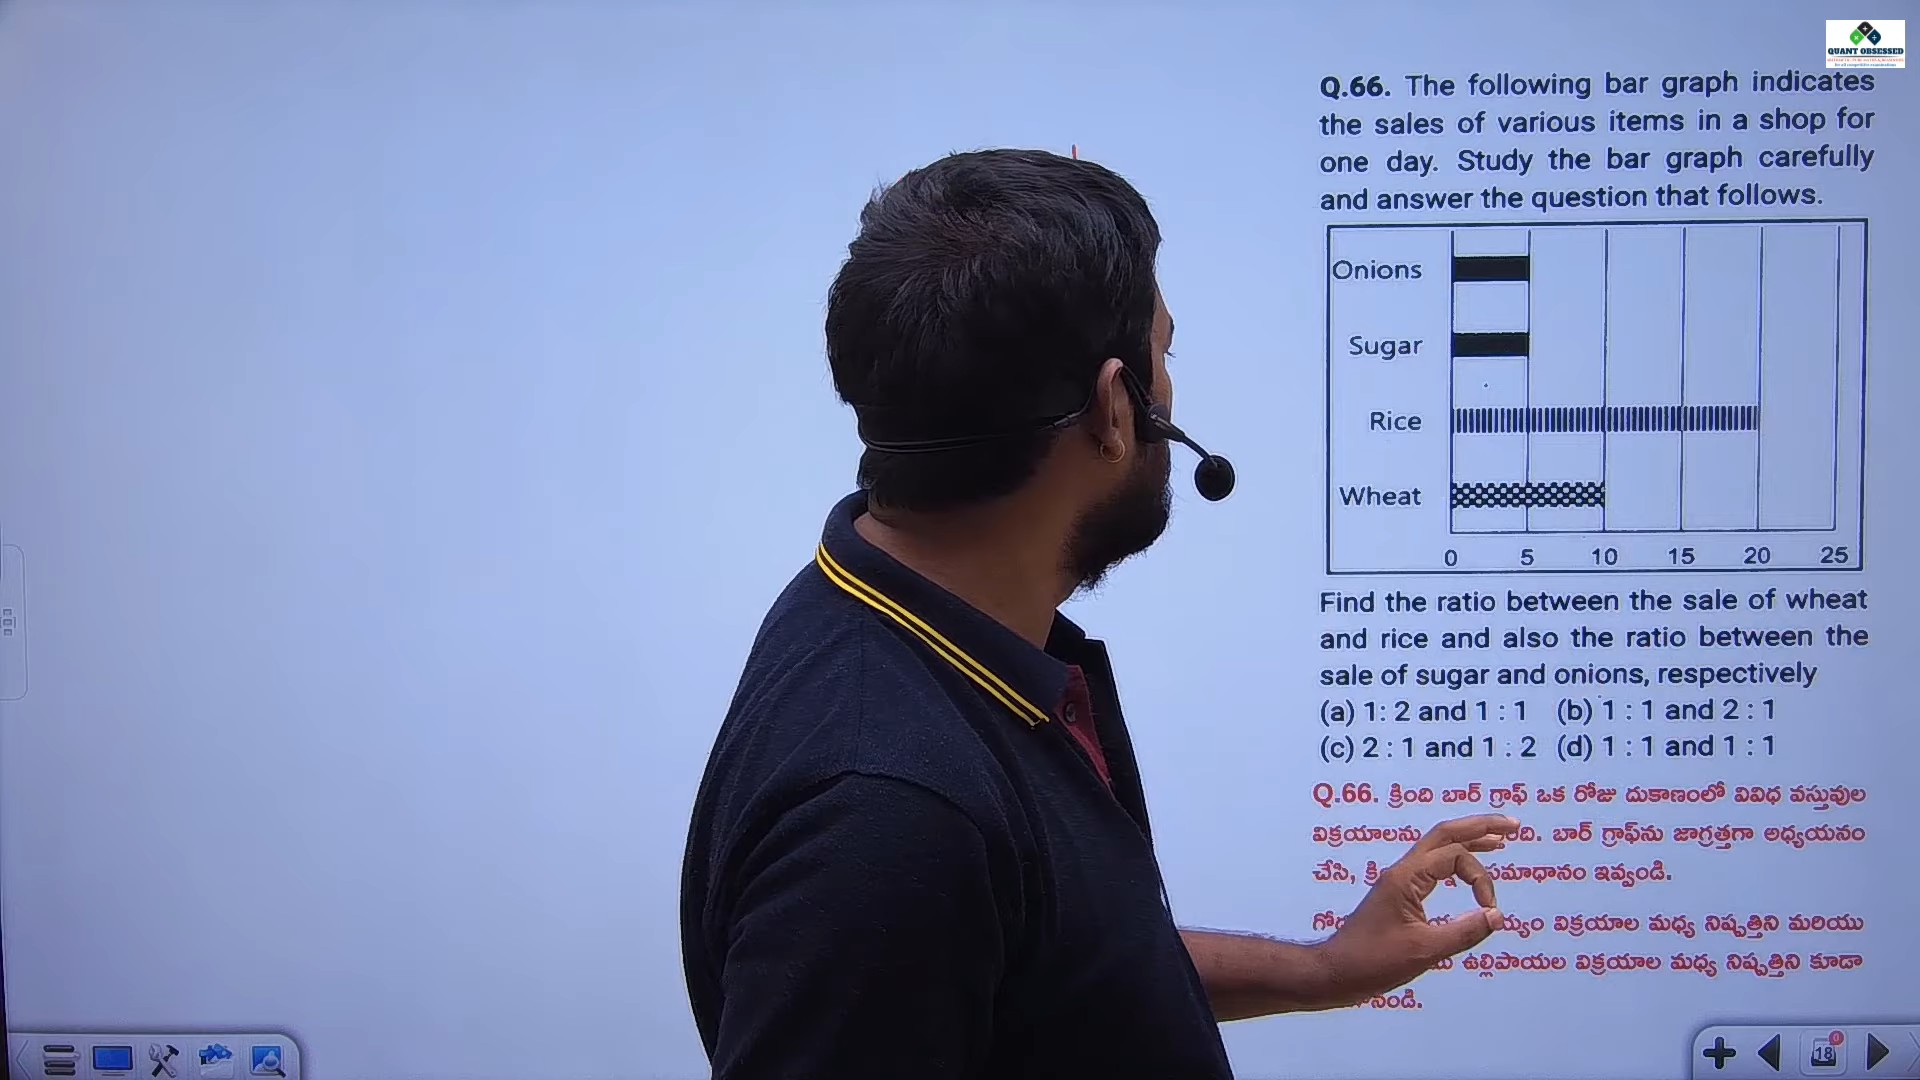 QUANT OBSESSED
Q.66. The following bar graph indicates
the sales of various items in a shop for
one day. Study the bar graph carefully
and answer the question that follows.
Onions
Sugar
Rice
Wheat
0 5 10 15 20 25
Find the ratio between the sale of wheat
and rice and also the ratio between the
sale of sugar and onions, respectively
(a) 1: 2 and 1 : 1 (b) 1 : 1 and 2 : 1
(c) 2 : 1 and 1 : 2 (d) 1 : 1 and 1 : 1
Q.66. క్రింది బార్ గ్రాఫ్ ఒక రోజు దుకాణంలో వివిధ వస్తువుల
విక్రయాలను బార్ గ్రాఫ్‌ను జాగ్రత్తగా అధ్యయనం
చేసి, సమాధానం ఇవ్వండి.
విక్రయాల మధ్య నిష్పత్తిని మరియు
ఉల్లిపాయల విక్రయాల మధ్య నిష్పత్తిని కూడా
18
0